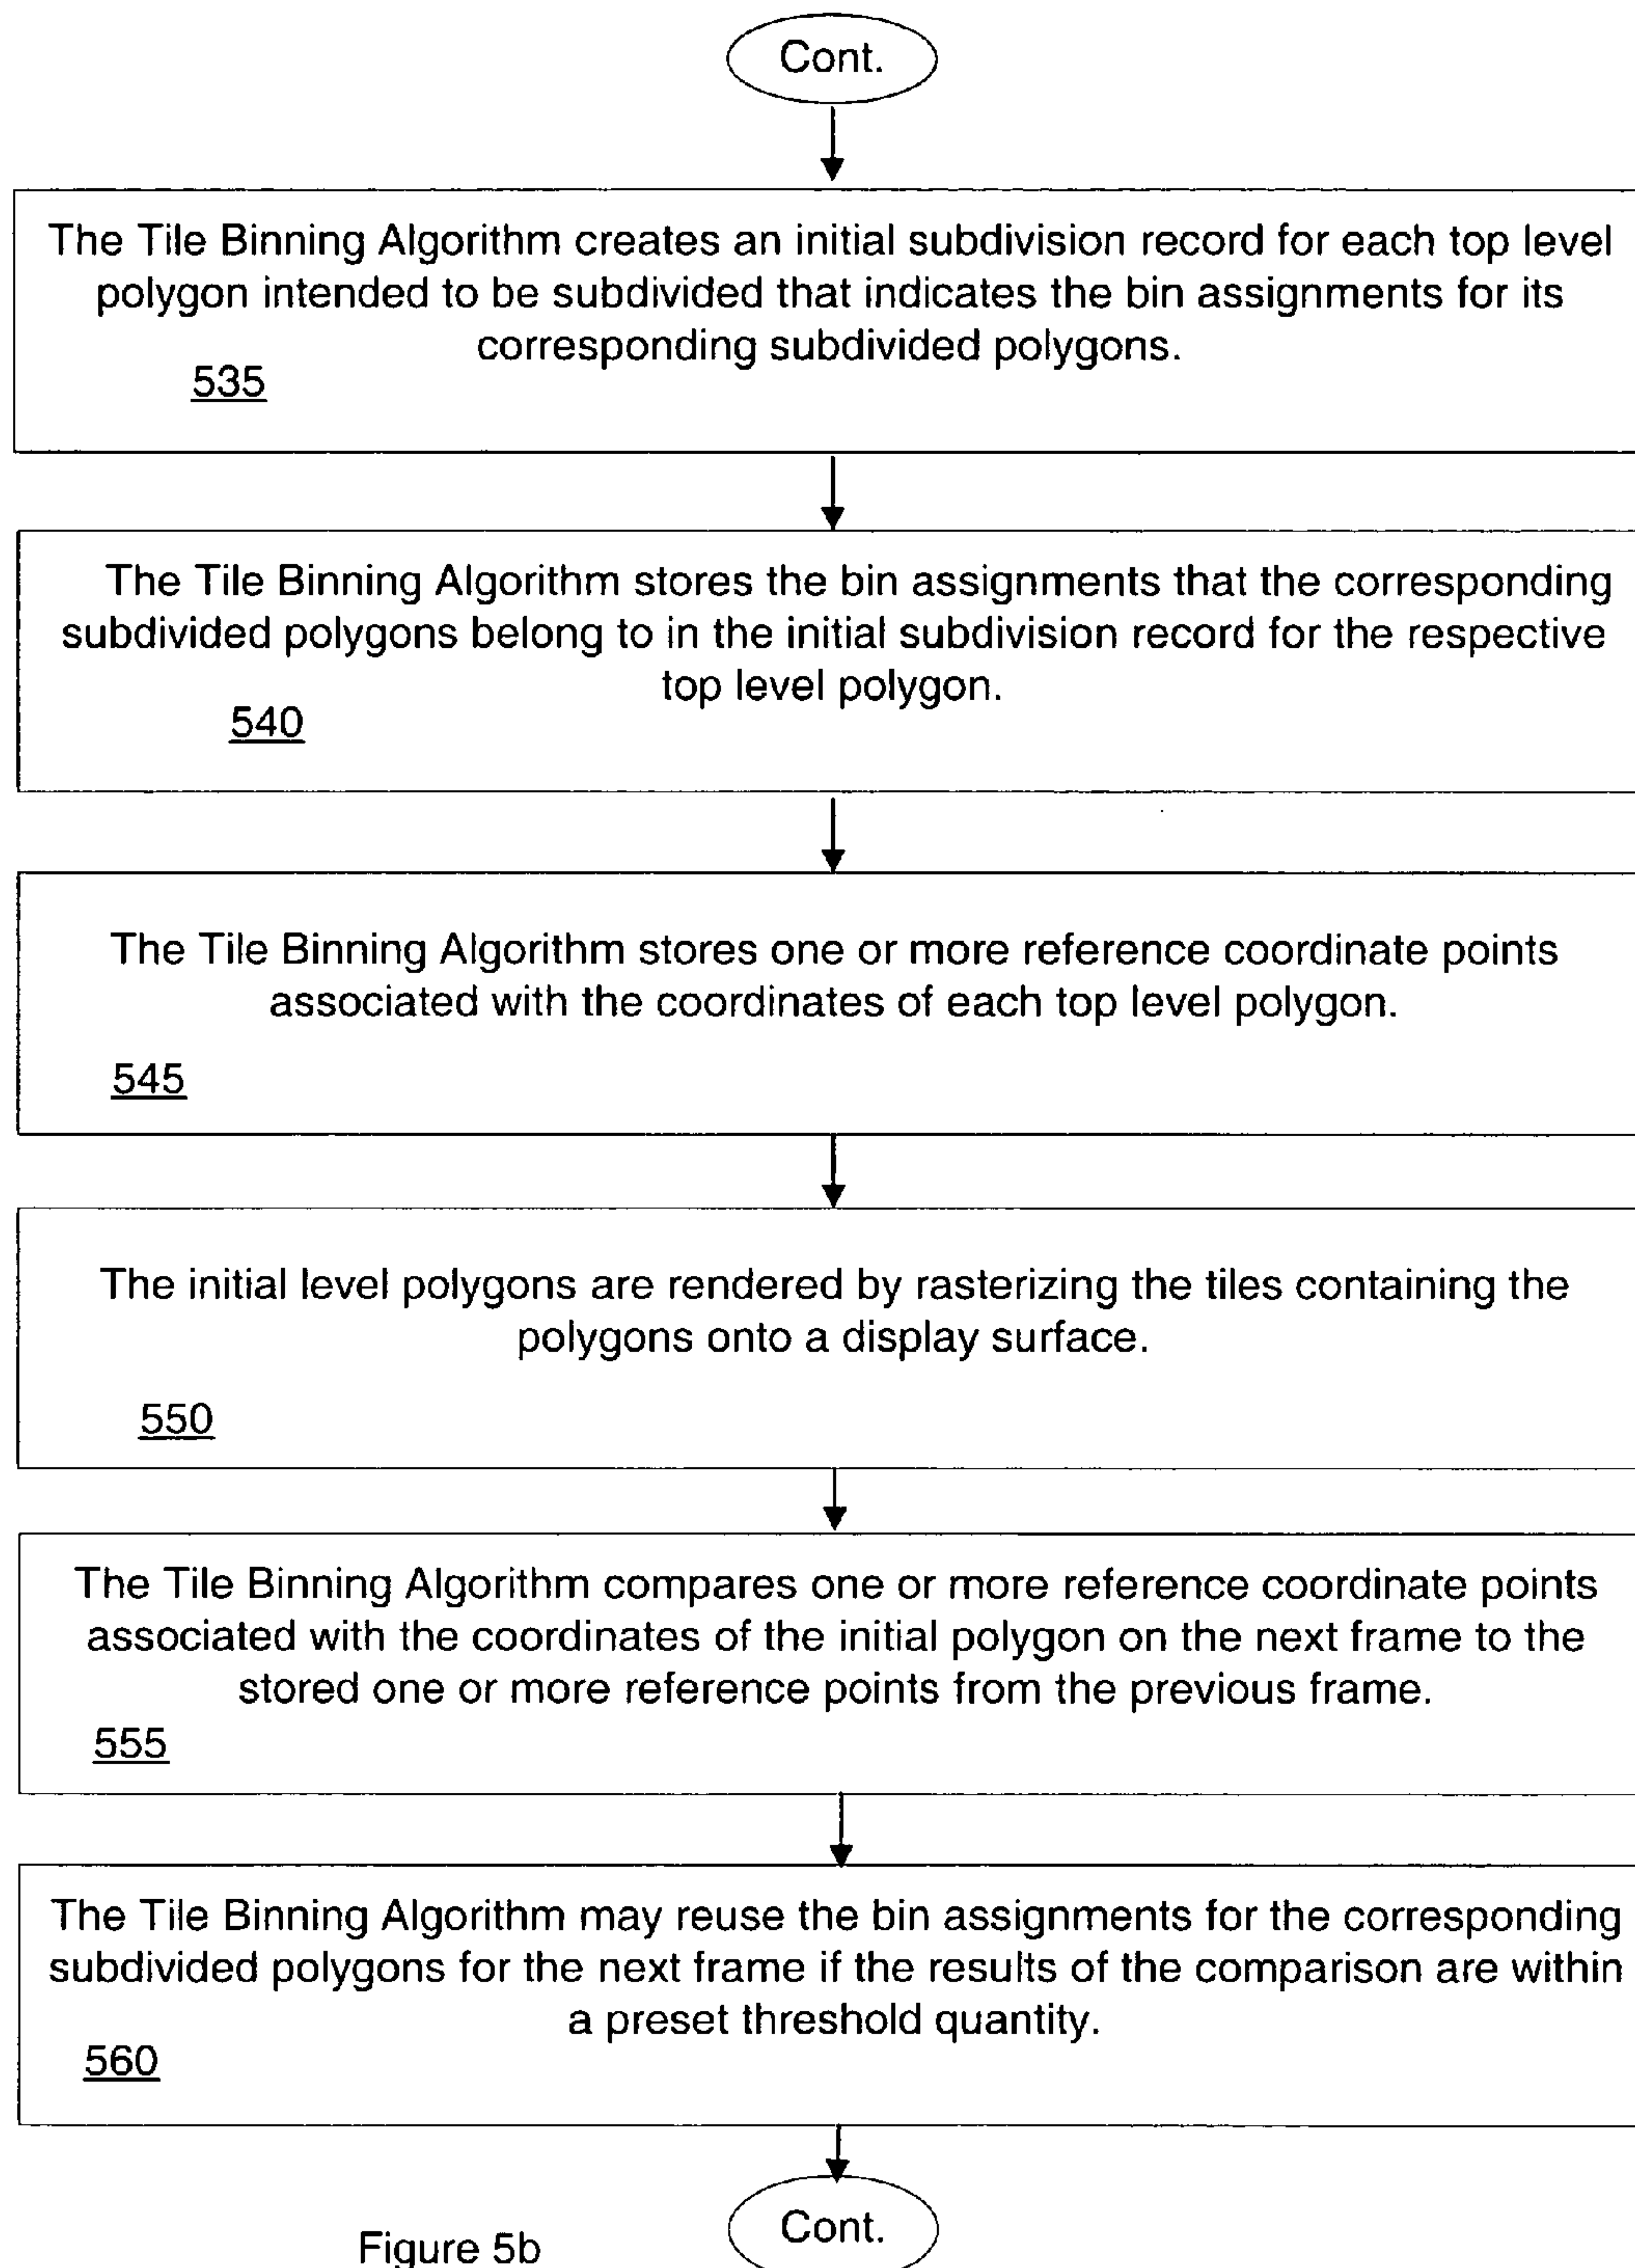 Cont.
The Tile Binning Algorithm creates an initial subdivision record for each top level
polygon intended to be subdivided that indicates the bin assignments for its
corresponding subdivided polygons.
535
The Tile Binning Algorithm stores the bin assignments that the corresponding
subdivided polygons belong to in the initial subdivision record for the respective
top level polygon.
540
The Tile Binning Algorithm stores one or more reference coordinate points
associated with the coordinates of each top level polygon.
545
The initial level polygons are rendered by rasterizing the tiles containing the
polygons onto a display surface.
550
The Tile Binning Algorithm compares one or more reference coordinate points
associated with the coordinates of the initial polygon on the next frame to the
stored one or more reference points from the previous frame.
555
The Tile Binning Algorithm may reuse the bin assignments for the corresponding
subdivided polygons for the next frame if the results of the comparison are within
a preset threshold quantity.
560
Cont.
Figure 5b